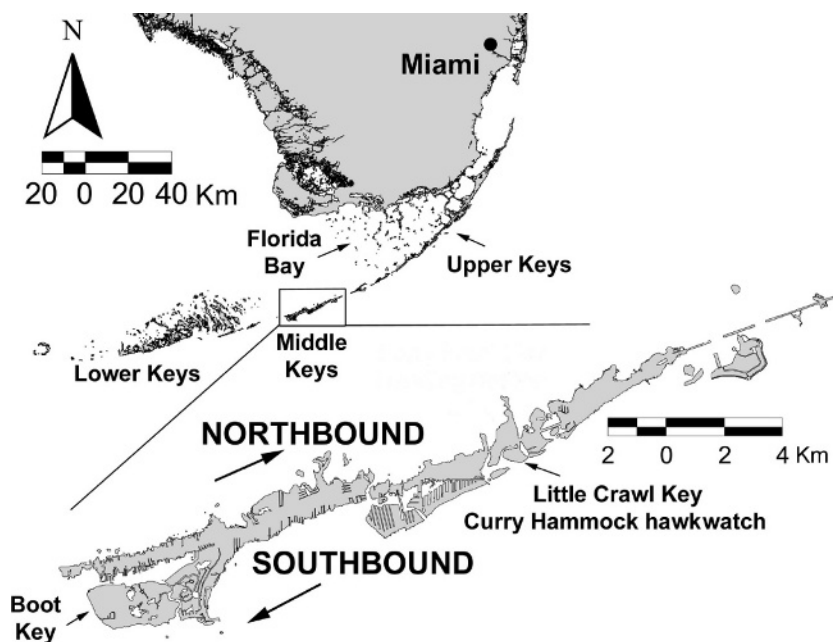 N
20 0 20 40 Km
Miami
Florida
Bay
Upper Keys
Lower Keys
Middle
Keys
NORTHBOUND
2 0 2 4 Km
Little Crawl Key
Curry Hammock hawkwatch
SOUTHBOUND
Boot
Key